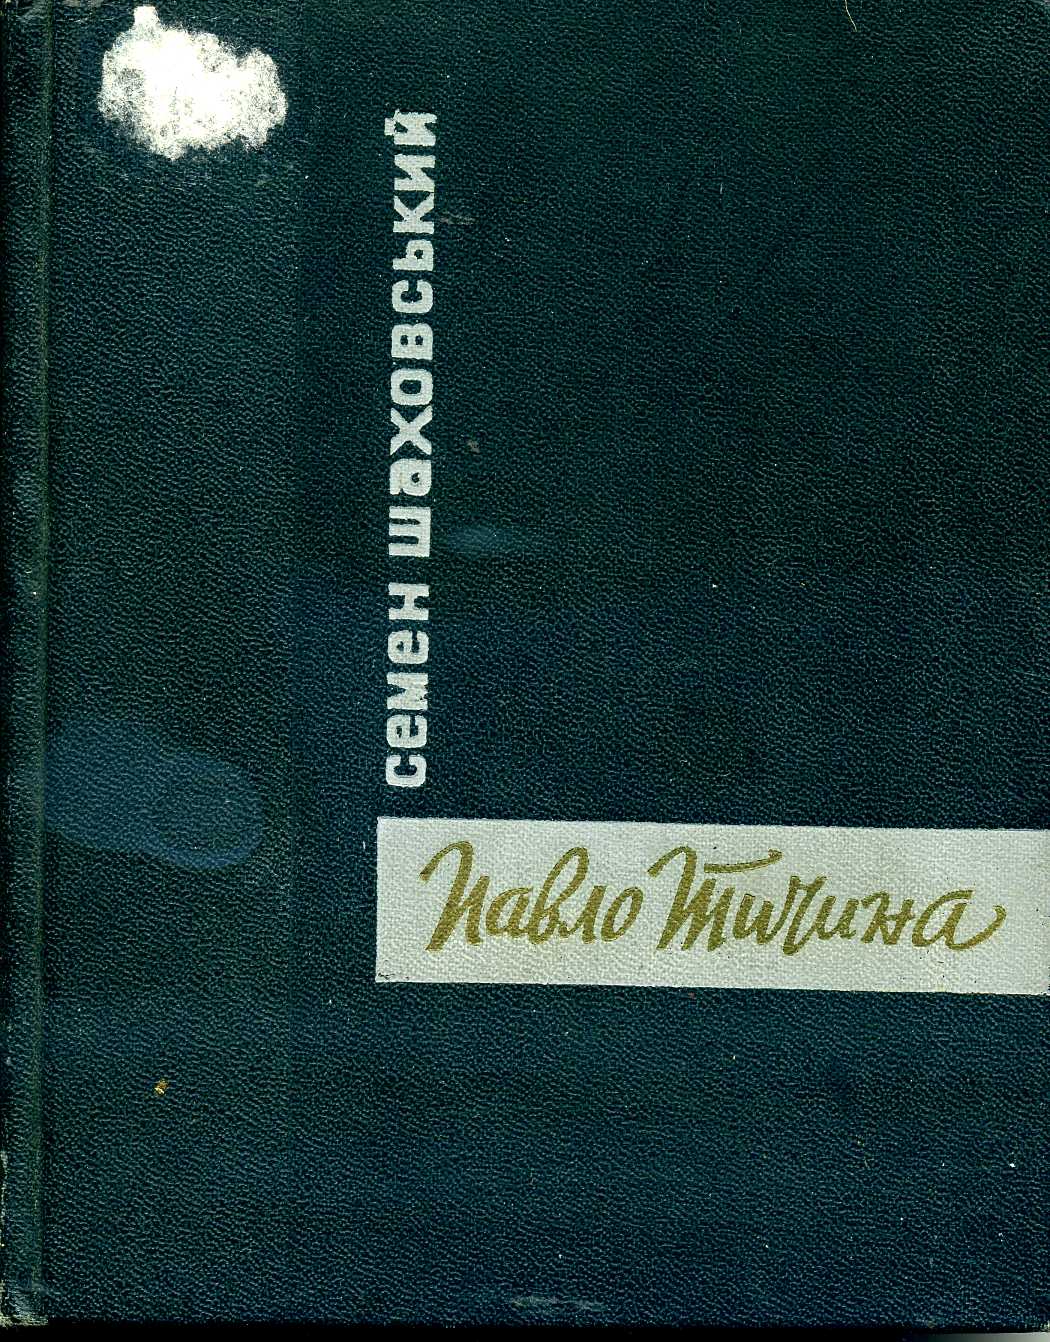 семен шаховський
Павло Тичина